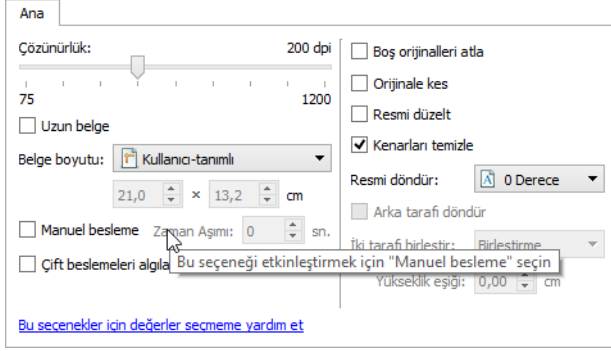 Ana
Çözünürlük: 200 dpi
75 1200
Uzun belge
Belge boyutu: Kullanıcı-tanımlı
21,0 × 13,2 cm
Manuel besleme Zaman Aşımı: 0 sn.
Çift beslemeleri algıla
Bu seçeneği etkinleştirmek için "Manuel besleme" seçin
Bu seçenekler için değerler seçmeme yardım et
Boş orijinalleri atla
Orijinale kes
Resmi düzelt
Kenarları temizle
Resmi döndür: A 0 Derece
Arka tarafı döndür
İki tarafı birleştir: Birleştirme
Yükseklik eşiği: 0,00 cm